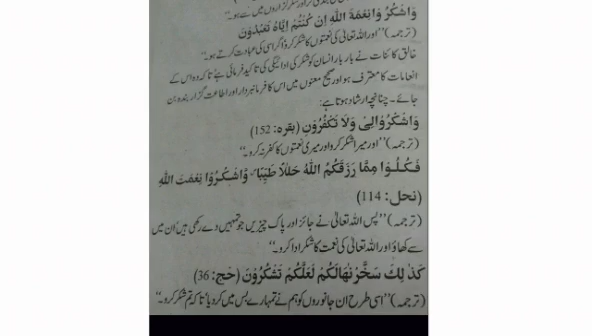 وَاشْكُرُوْا نِعْمَةَ اللّٰهِ اِنْ كُنْتُمْ اِيَّاهُ تَعْبُدُوْنَ
(ترجمہ) ”اور اللہ تعالیٰ کی نعمتوں کا شکر کرو اگر اسی کی عبادت کرتے ہو۔“
خالق کائنات نے بار بار انسان کو شکر کی ادائیگی کی تاکید فرمائی ہے تاکہ وہ اس کے
انعامات کا معترف ہو اور صحیح معنوں میں اس کا فرمانبردار اور اطاعت گزار بندہ بن
جائے۔ چنانچہ ارشاد ہوتا ہے:
وَاشْكُرُوْالِیْ وَلَا تَكْفُرُوْنِ (بقرہ: 152)
(ترجمہ) ”اور میرا شکر کرو اور میری نعمتوں کا کفر نہ کرو۔“
فَكُلُوْا مِمَّا رَزَقَكُمُ اللّٰهُ حَلٰلًا طَيِّبًا وَّاشْكُرُوْا نِعْمَتَ اللّٰهِ
(نحل: 114)
(ترجمہ) ”پس اللہ تعالیٰ نے جائز اور پاک چیزیں جو تمہیں دے رکھی ہیں ان میں
سے کھاؤ اور اللہ تعالیٰ کی نعمت کا شکر ادا کرو۔“
كَذٰلِكَ سَخَّرْنٰهَالَكُمْ لَعَلَّكُمْ تَشْكُرُوْنَ (حج: 36)
(ترجمہ) ”اسی طرح ان جانوروں کو ہم نے تمہارے بس میں کر دیا تاکہ تم شکر کرو۔“